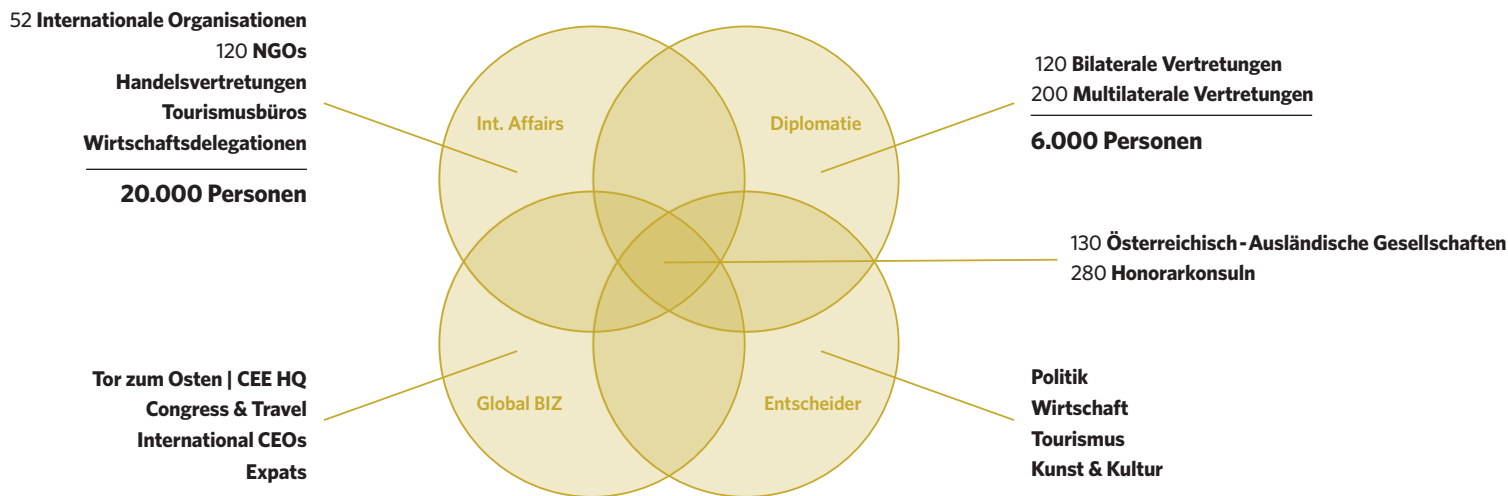 52 Internationale Organisationen
120 NGOs
Handelsvertretungen
Tourismusbüros
Wirtschaftsdelegationen
20.000 Personen
Int. Affairs
Diplomatie
120 Bilaterale Vertretungen
200 Multilaterale Vertretungen
6.000 Personen
130 Österreichisch-Ausländische Gesellschaften
280 Honorarkonsuln
Tor zum Osten | CEE HQ
Congress & Travel
International CEOs
Expats
Global BIZ
Entscheider
Politik
Wirtschaft
Tourismus
Kunst & Kultur